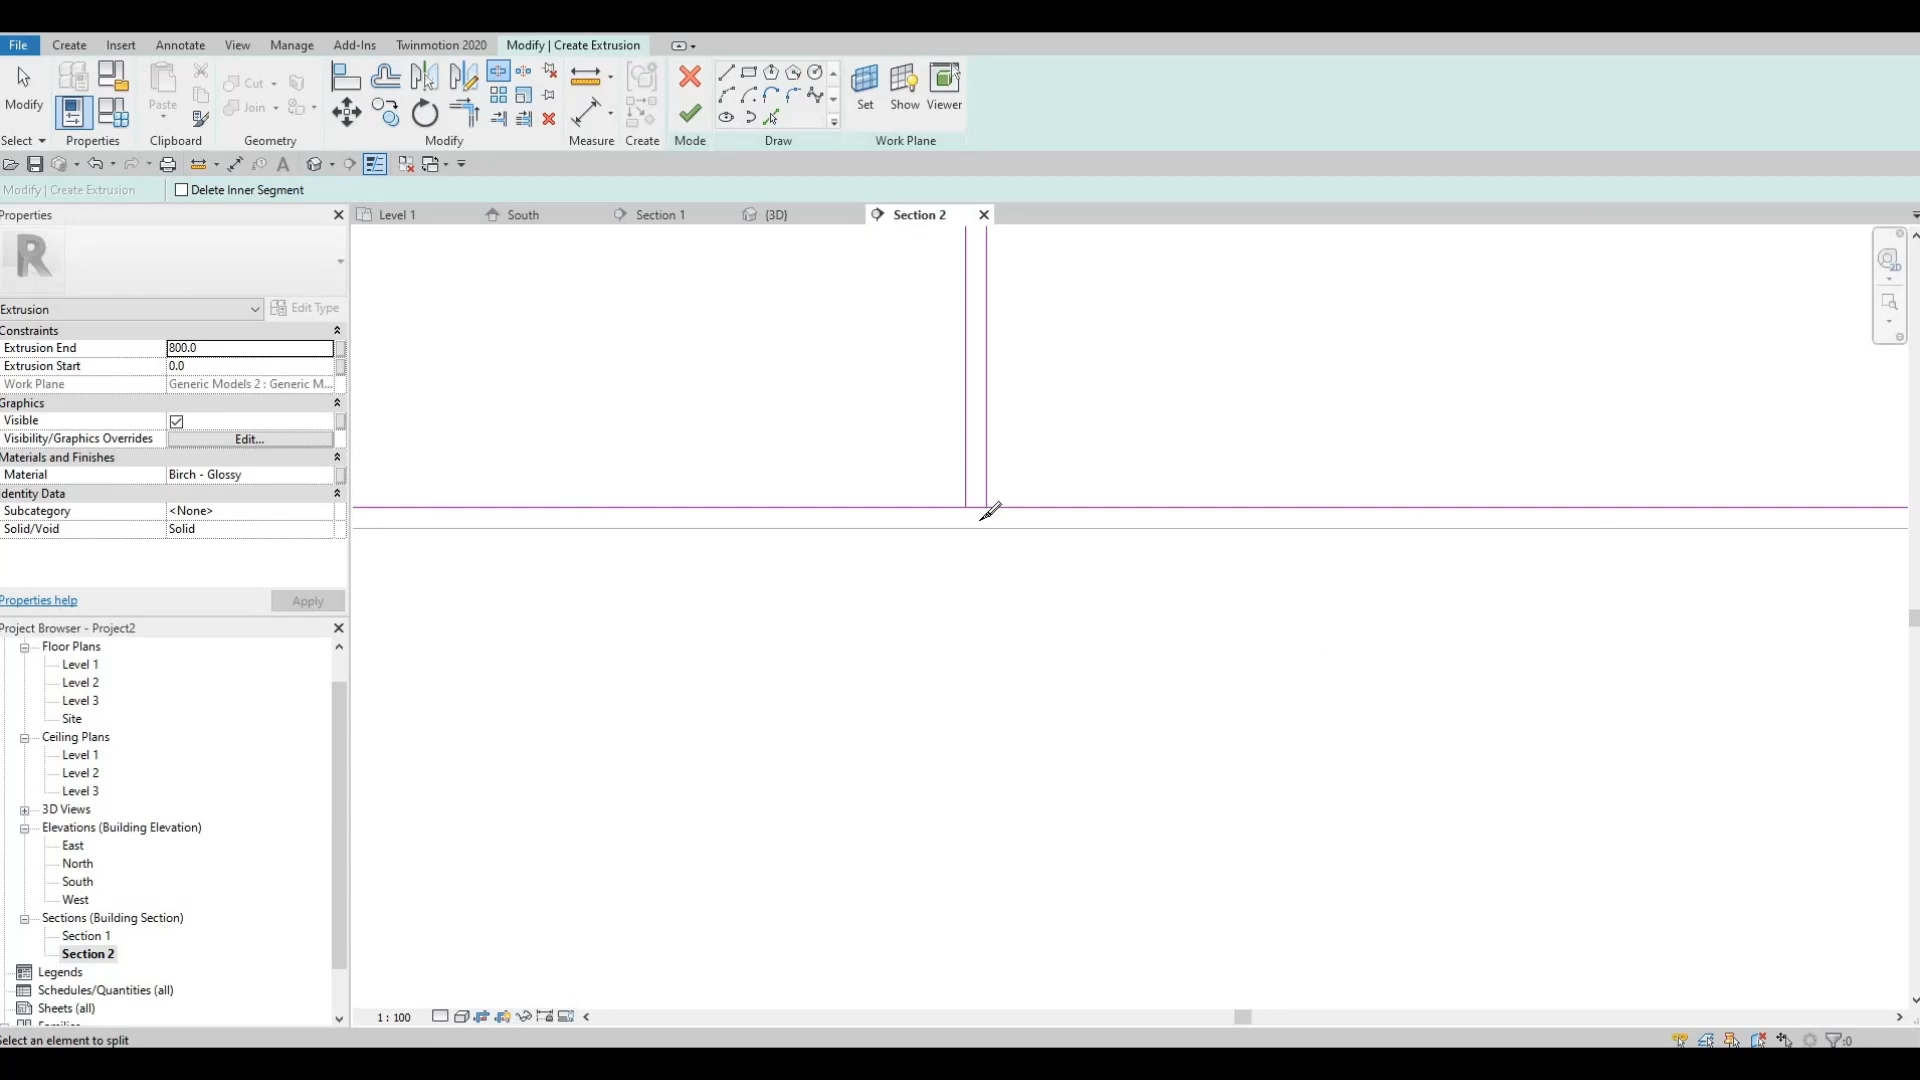 File Create Insert Annotate View Manage Add-Ins Twinmotion 2020 Modify | Create Extrusion
Modify Paste Cut Join Set Show Viewer
Select Properties Clipboard Geometry Modify Measure Create Mode Draw Work Plane
Modify | Create Extrusion Delete Inner Segment
Properties
Level 1 South Section 1 {3D} Section 2
R
2D
Extrusion Edit Type
Constraints
Extrusion End 800.0
Extrusion Start 0.0
Work Plane Generic Models 2 : Generic M...
Graphics
Visible
Visibility/Graphics Overrides Edit...
Materials and Finishes
Material Birch - Glossy
Identity Data
Subcategory <None>
Solid/Void Solid
Properties help Apply
Project Browser - Project2
Floor Plans
Level 1
Level 2
Level 3
Site
Ceiling Plans
Level 1
Level 2
Level 3
3D Views
Elevations (Building Elevation)
East
North
South
West
Sections (Building Section)
Section 1
Section 2
Legends
Schedules/Quantities (all)
Sheets (all)
Families
1 : 100
Select an element to split
:0